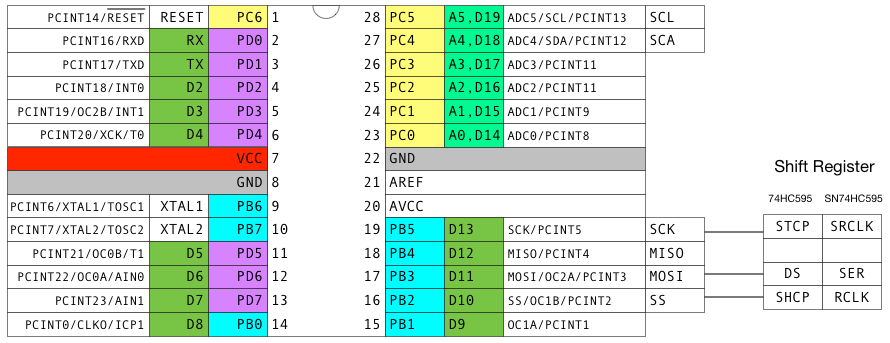 PCINT14/RESET RESET PC6 1 28 PC5 A5,D19 ADC5/SCL/PCINT13 SCL
PCINT16/RXD RX PD0 2 27 PC4 A4,D18 ADC4/SDA/PCINT12 SCA
PCINT17/TXD TX PD1 3 26 PC3 A3,D17 ADC3/PCINT11
PCINT18/INT0 D2 PD2 4 25 PC2 A2,D16 ADC2/PCINT11
PCINT19/OC2B/INT1 D3 PD3 5 24 PC1 A1,D15 ADC1/PCINT9
PCINT20/XCK/T0 D4 PD4 6 23 PC0 A0,D14 ADC0/PCINT8
VCC 7 22 GND
Shift Register
GND 8 21 AREF
74HC595 SN74HC595
PCINT6/XTAL1/TOSC1 XTAL1 PB6 9 20 AVCC
PCINT7/XTAL2/TOSC2 XTAL2 PB7 10 19 PB5 D13 SCK/PCINT5 SCK STCP SRCLK
PCINT21/OC0B/T1 D5 PD5 11 18 PB4 D12 MISO/PCINT4 MISO
PCINT22/OC0A/AIN0 D6 PD6 12 17 PB3 D11 MOSI/OC2A/PCINT3 MOSI DS SER
PCINT23/AIN1 D7 PD7 13 16 PB2 D10 SS/OC1B/PCINT2 SS SHCP RCLK
PCINT0/CLKO/ICP1 D8 PB0 14 15 PB1 D9 OC1A/PCINT1